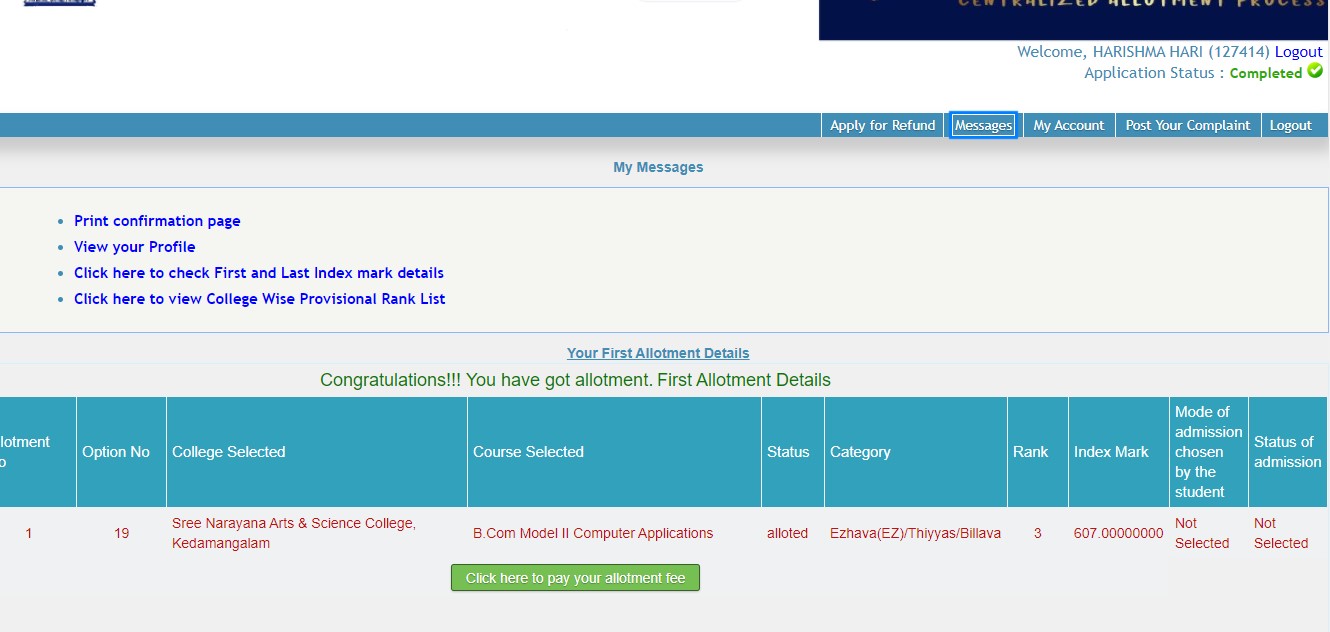 CENTRALIZED ALLOTMENT PROCESS
Welcome, HARISHMA HARI (127414) Logout
Application Status : Completed
Apply for Refund Messages My Account Post Your Complaint Logout
My Messages
Print confirmation page
View your Profile
Click here to check First and Last Index mark details
Click here to view College Wise Provisional Rank List
Your First Allotment Details
Congratulations!!! You have got allotment. First Allotment Details
lotment
o
Option No
College Selected
Course Selected
Status
Category
Rank
Index Mark
Mode of
admission
chosen
by the
student
Status of
admission
1
19
Sree Narayana Arts & Science College,
Kedamangalam
B.Com Model II Computer Applications
alloted
Ezhava(EZ)/Thiyyas/Billava
3
607.00000000
Not
Selected
Not
Selected
Click here to pay your allotment fee